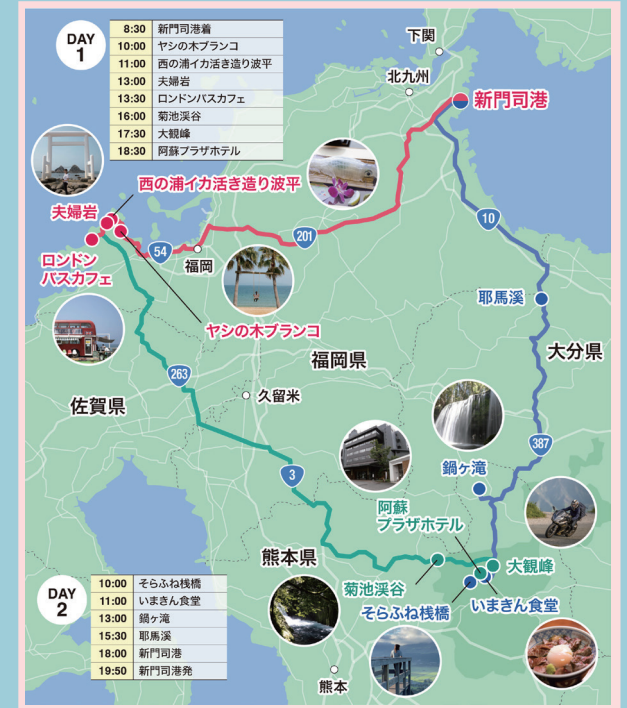 DAY 1
8:30 新門司港着
10:00 ヤシの木ブランコ
11:00 西の浦イカ活き造り波平
13:00 夫婦岩
13:30 ロンドンバスカフェ
16:00 菊池渓谷
17:30 大観峰
18:30 阿蘇プラザホテル
下関
北九州
新門司港
西の浦イカ活き造り波平
夫婦岩
ロンドン
バスカフェ
54
福岡
201
10
ヤシの木ブランコ
耶馬溪
福岡県
大分県
263
佐賀県
久留米
387
3
鍋ヶ滝
阿蘇
プラザホテル
大観峰
熊本県
菊池渓谷
いまきん食堂
そらふね桟橋
熊本
DAY 2
10:00 そらふね桟橋
11:00 いまきん食堂
13:00 鍋ヶ滝
15:30 耶馬溪
18:00 新門司港
19:50 新門司港発